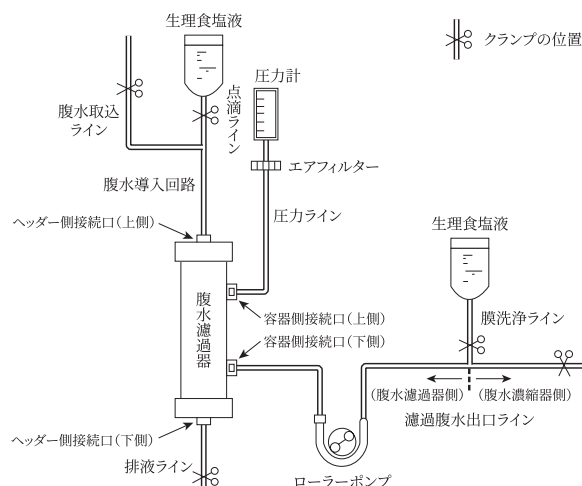 生理食塩液
クランプの位置
腹水取込
ライン
点滴ライン
圧力計
エアフィルター
腹水導入回路
圧力ライン
ヘッダー側接続口（上側）
生理食塩液
腹水濾過器
容器側接続口（上側）
容器側接続口（下側）
膜洗浄ライン
（腹水濾過器側）
（腹水濃縮器側）
濾過腹水出口ライン
ヘッダー側接続口（下側）
排液ライン
ローラーポンプ